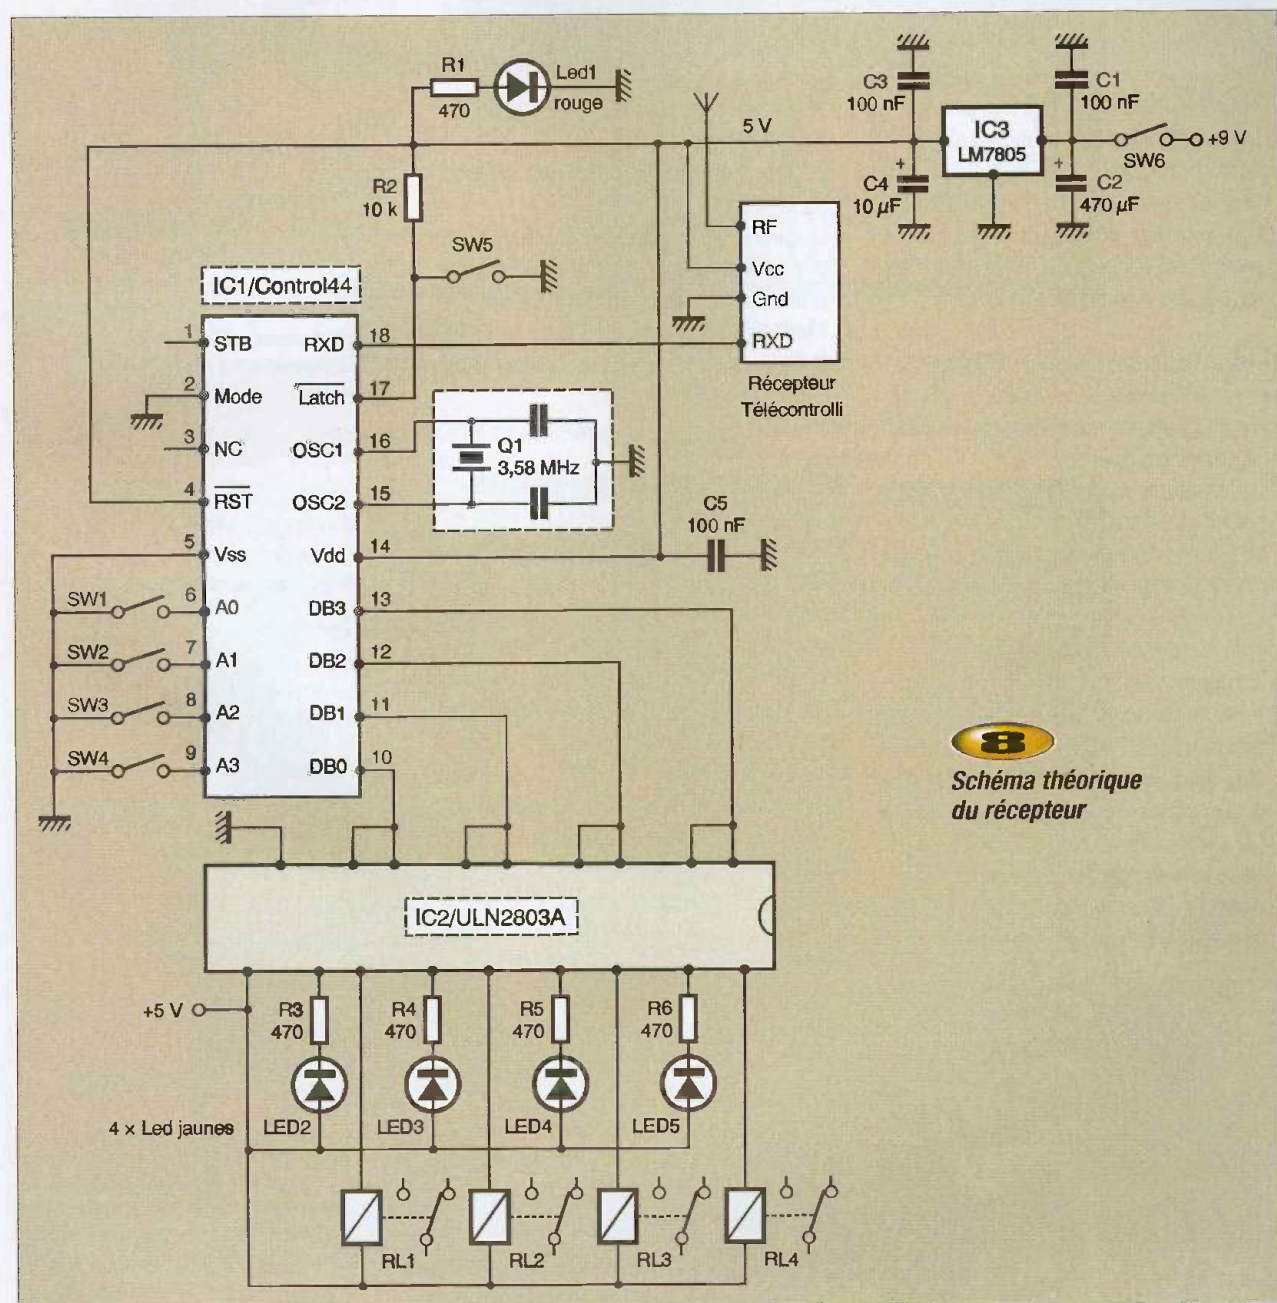 R1
470
Led1
rouge
C3
100 nF
C1
100 nF
5 V
IC3
LM7805
+9 V
SW6
+
C4
10 µF
+
C2
470 µF
R2
10 k
SW5
RF
Vcc
Gnd
RXD
Récepteur
Télécontrolli
IC1/Control44
1
STB
RXD
18
2
Mode
Latch
17
3
NC
OSC1
16
4
RST
OSC2
15
5
Vss
Vdd
14
SW1
6
A0
DB3
13
SW2
7
A1
DB2
12
SW3
8
A2
DB1
11
SW4
9
A3
DB0
10
Q1
3,58 MHz
C5
100 nF
8
Schéma théorique
du récepteur
IC2/ULN2803A
+5 V
R3
470
R4
470
R5
470
R6
470
4 × Led jaunes
LED2
LED3
LED4
LED5
RL1
RL2
RL3
RL4